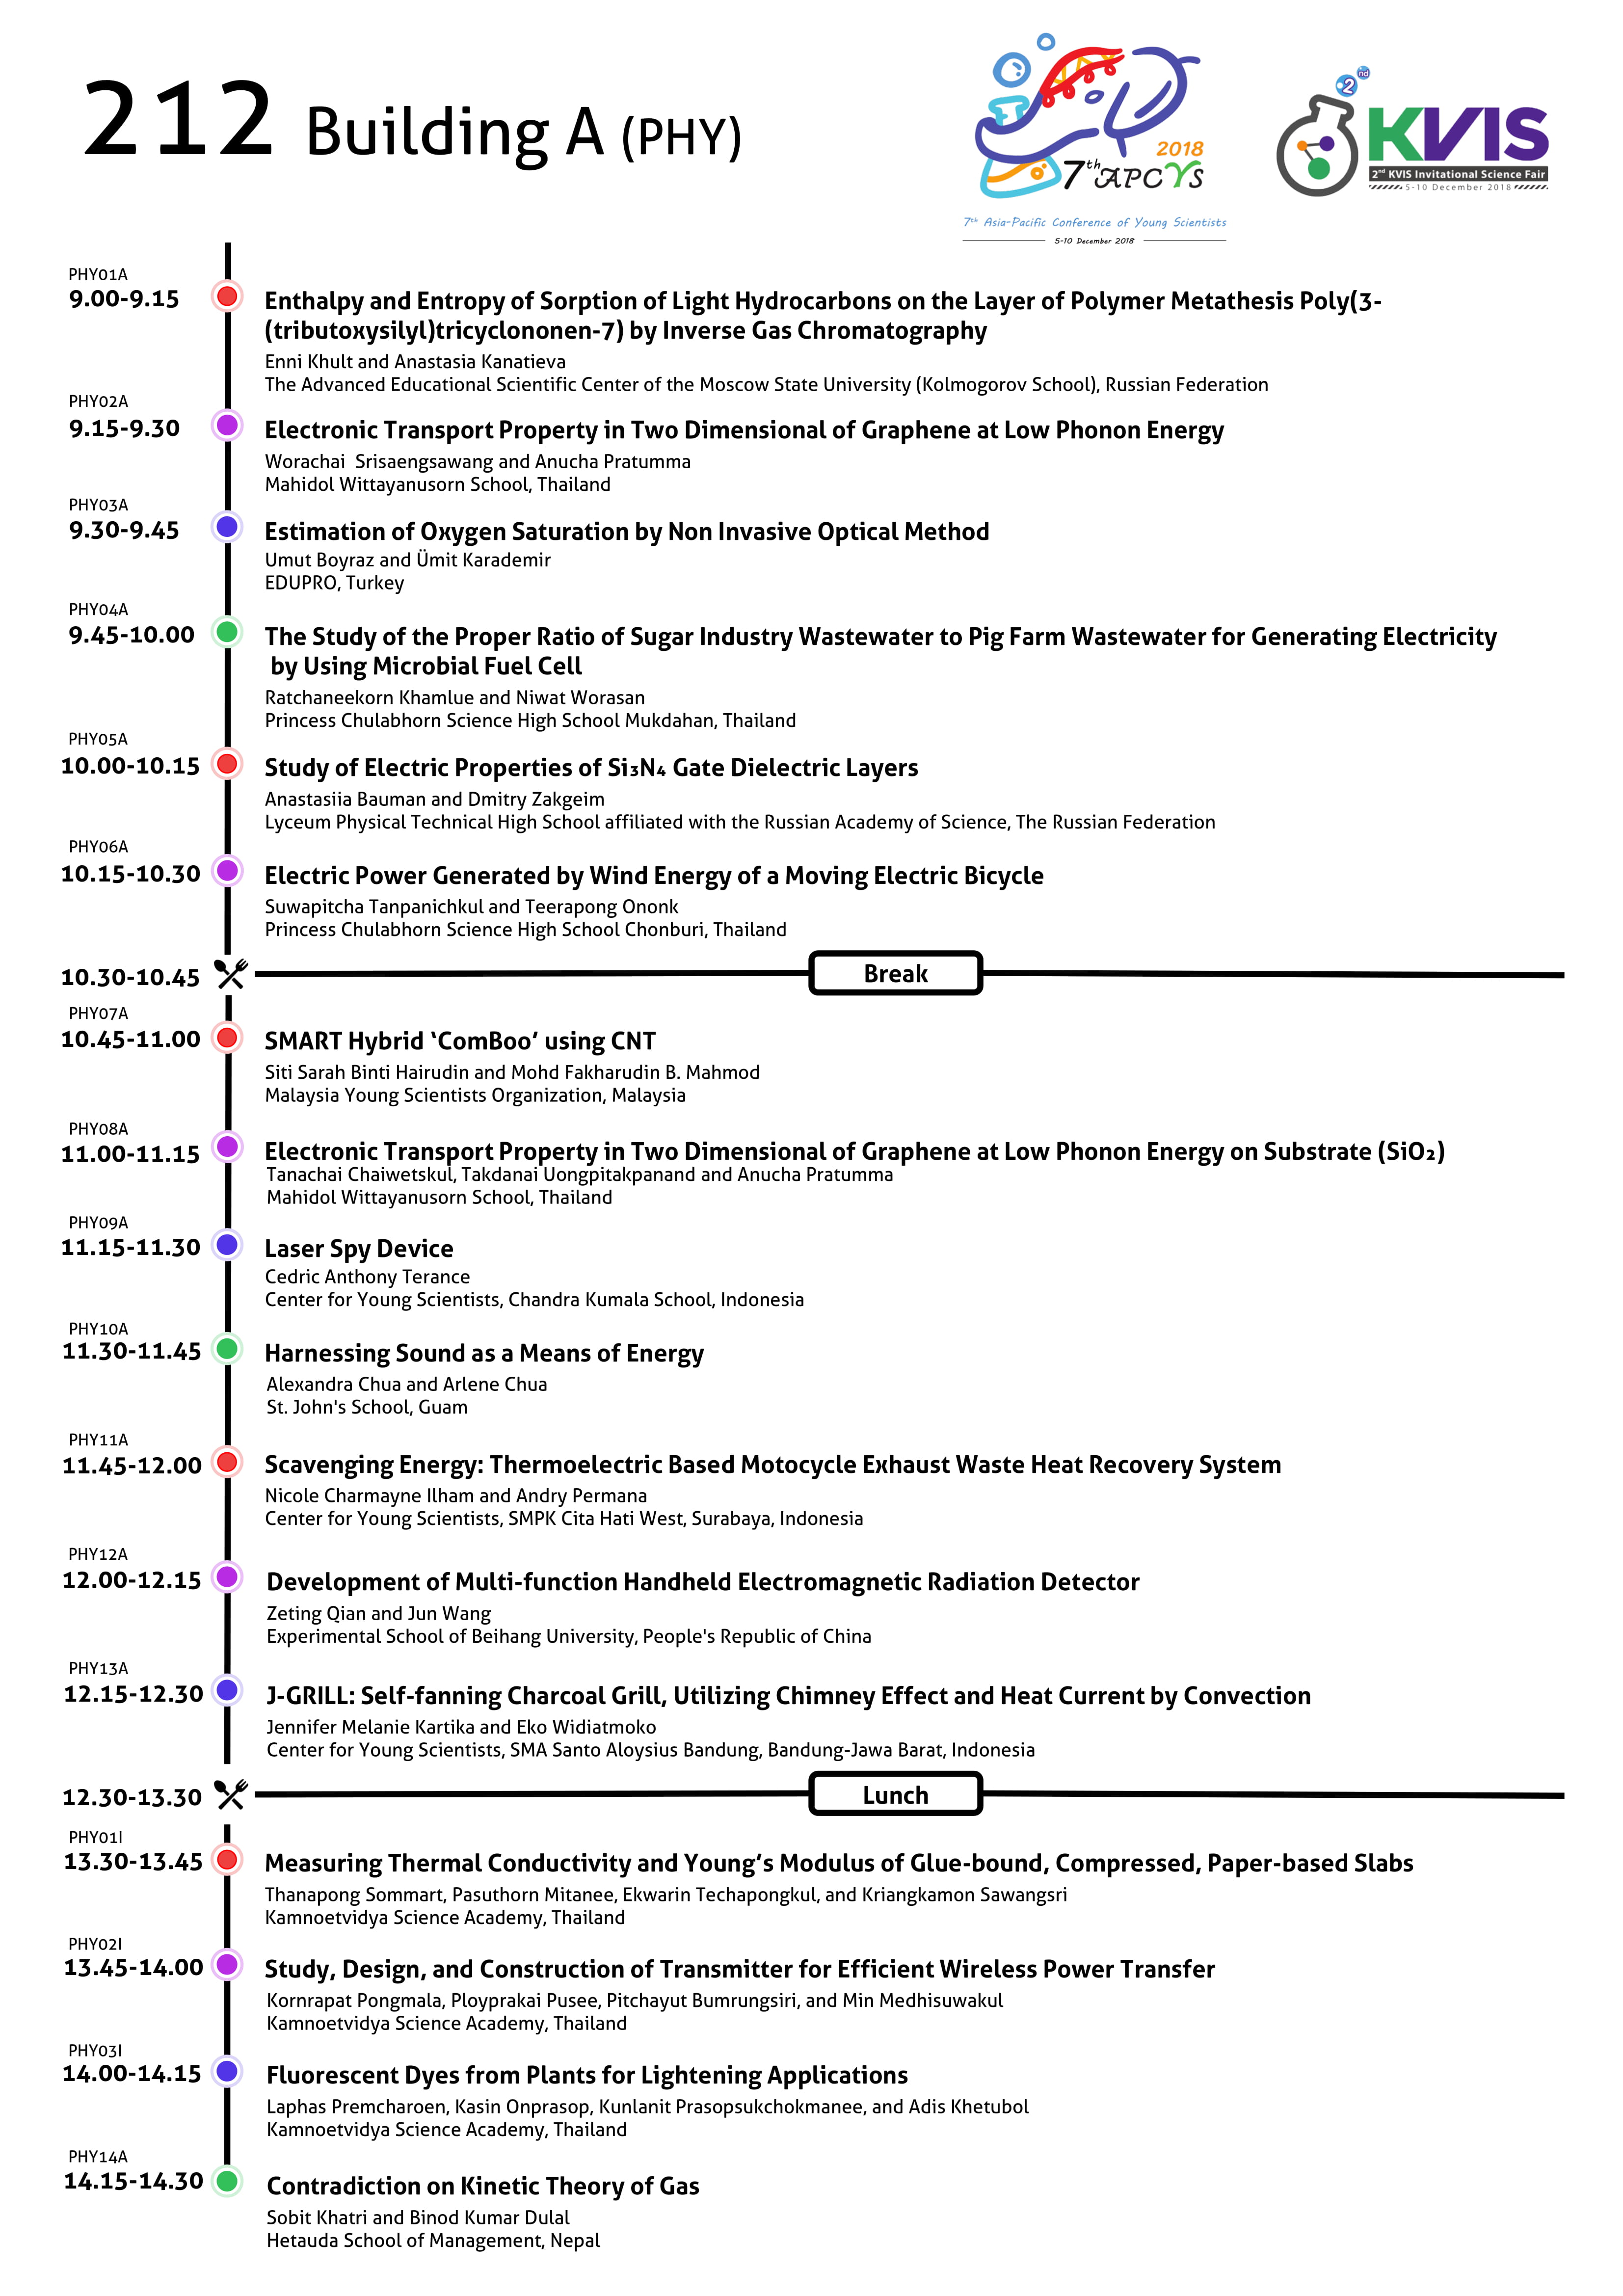 212 Building A (PHY)
2018
7th APCYS
7th Asia-Pacific Conference of Young Scientists
5-10 December 2018
2nd
KVIS
2nd KVIS Invitational Science Fair
5-10 December 2018
PHY01A
9.00-9.15
Enthalpy and Entropy of Sorption of Light Hydrocarbons on the Layer of Polymer Metathesis Poly(3-
(tributoxysilyl)tricyclononen-7) by Inverse Gas Chromatography
Enni Khult and Anastasia Kanatieva
The Advanced Educational Scientific Center of the Moscow State University (Kolmogorov School), Russian Federation
PHY02A
9.15-9.30
Electronic Transport Property in Two Dimensional of Graphene at Low Phonon Energy
Worachai Srisaengsawang and Anucha Pratumma
Mahidol Wittayanusorn School, Thailand
PHY03A
9.30-9.45
Estimation of Oxygen Saturation by Non Invasive Optical Method
Umut Boyraz and Ümit Karademir
EDUPRO, Turkey
PHY04A
9.45-10.00
The Study of the Proper Ratio of Sugar Industry Wastewater to Pig Farm Wastewater for Generating Electricity
by Using Microbial Fuel Cell
Ratchaneekorn Khamlue and Niwat Worasan
Princess Chulabhorn Science High School Mukdahan, Thailand
PHY05A
10.00-10.15
Study of Electric Properties of Si₃N₄ Gate Dielectric Layers
Anastasiia Bauman and Dmitry Zakgeim
Lyceum Physical Technical High School affiliated with the Russian Academy of Science, The Russian Federation
PHY06A
10.15-10.30
Electric Power Generated by Wind Energy of a Moving Electric Bicycle
Suwapitcha Tanpanichkul and Teerapong Ononk
Princess Chulabhorn Science High School Chonburi, Thailand
10.30-10.45
Break
PHY07A
10.45-11.00
SMART Hybrid ‘ComBoo’ using CNT
Siti Sarah Binti Hairudin and Mohd Fakharudin B. Mahmod
Malaysia Young Scientists Organization, Malaysia
PHY08A
11.00-11.15
Electronic Transport Property in Two Dimensional of Graphene at Low Phonon Energy on Substrate (SiO₂)
Tanachai Chaiwetskul, Takdanai Uongpitakpanand and Anucha Pratumma
Mahidol Wittayanusorn School, Thailand
PHY09A
11.15-11.30
Laser Spy Device
Cedric Anthony Terance
Center for Young Scientists, Chandra Kumala School, Indonesia
PHY10A
11.30-11.45
Harnessing Sound as a Means of Energy
Alexandra Chua and Arlene Chua
St. John's School, Guam
PHY11A
11.45-12.00
Scavenging Energy: Thermoelectric Based Motocycle Exhaust Waste Heat Recovery System
Nicole Charmayne Ilham and Andry Permana
Center for Young Scientists, SMPK Cita Hati West, Surabaya, Indonesia
PHY12A
12.00-12.15
Development of Multi-function Handheld Electromagnetic Radiation Detector
Zeting Qian and Jun Wang
Experimental School of Beihang University, People's Republic of China
PHY13A
12.15-12.30
J-GRILL: Self-fanning Charcoal Grill, Utilizing Chimney Effect and Heat Current by Convection
Jennifer Melanie Kartika and Eko Widiatmoko
Center for Young Scientists, SMA Santo Aloysius Bandung, Bandung-Jawa Barat, Indonesia
12.30-13.30
Lunch
PHY01I
13.30-13.45
Measuring Thermal Conductivity and Young’s Modulus of Glue-bound, Compressed, Paper-based Slabs
Thanapong Sommart, Pasuthorn Mitanee, Ekwarin Techapongkul, and Kriangkamon Sawangsri
Kamnoetvidya Science Academy, Thailand
PHY02I
13.45-14.00
Study, Design, and Construction of Transmitter for Efficient Wireless Power Transfer
Kornrapat Pongmala, Ployprakai Pusee, Pitchayut Bumrungsiri, and Min Medhisuwakul
Kamnoetvidya Science Academy, Thailand
PHY03I
14.00-14.15
Fluorescent Dyes from Plants for Lightening Applications
Laphas Premcharoen, Kasin Onprasop, Kunlanit Prasopsukchokmanee, and Adis Khetubol
Kamnoetvidya Science Academy, Thailand
PHY14A
14.15-14.30
Contradiction on Kinetic Theory of Gas
Sobit Khatri and Binod Kumar Dulal
Hetauda School of Management, Nepal